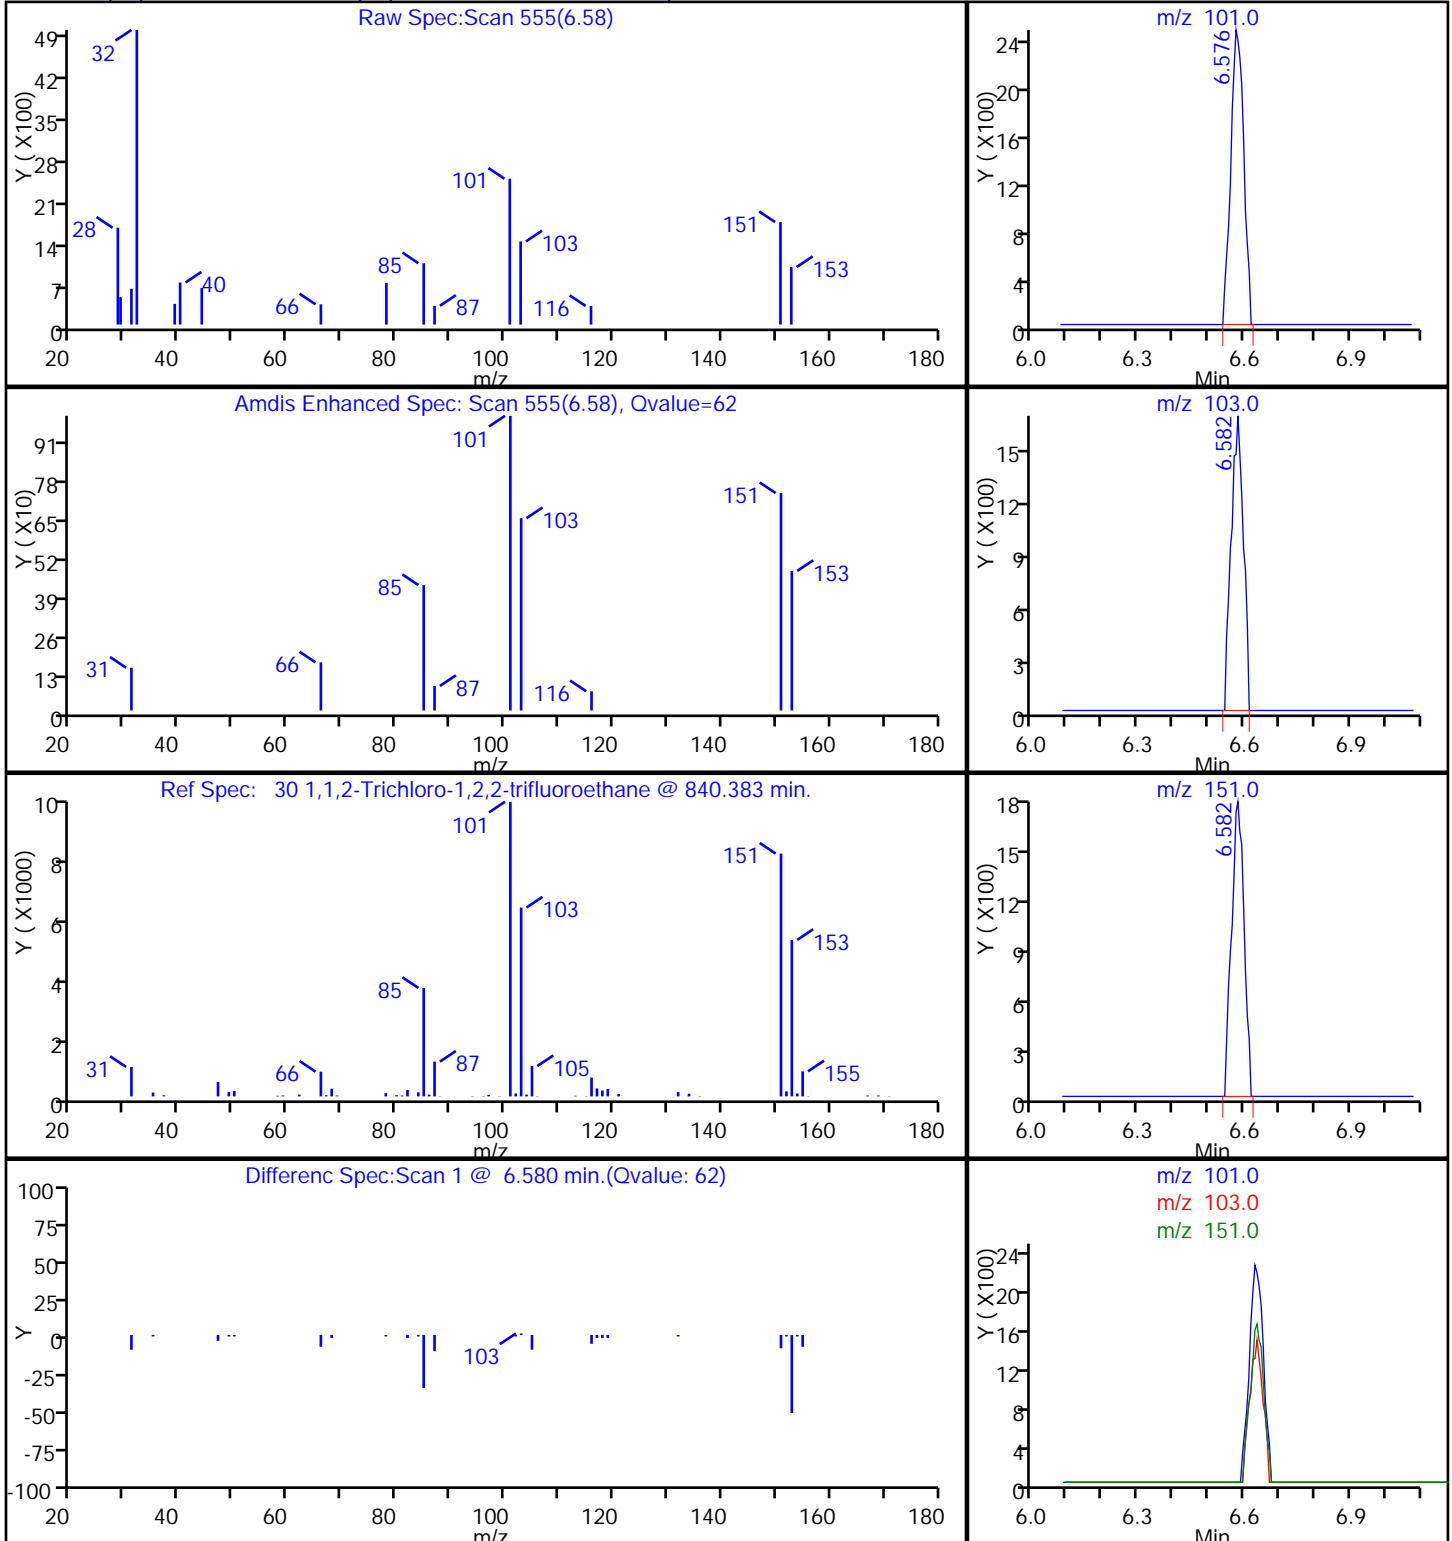 Raw Spec:Scan 555(6.58)
Y ( X100)
49
42
35
28
21
14
7
0
32
28
40
66
85
87
101
103
116
151
153
20 40 60 80 100 120 140 160 180
m/z
m/z 101.0
Y ( X100)
24
20
16
12
8
4
0
6.576
6.0 6.3 6.6 6.9
Min
Amdis Enhanced Spec: Scan 555(6.58), Qvalue=62
Y ( X10)
91
78
65
52
39
26
13
0
31
66
85
87
101
103
116
151
153
20 40 60 80 100 120 140 160 180
m/z
m/z 103.0
Y ( X100)
15
12
9
6
3
0
6.582
6.0 6.3 6.6 6.9
Min
Ref Spec: 30 1,1,2-Trichloro-1,2,2-trifluoroethane @ 840.383 min.
Y ( X1000)
10
8
6
4
2
0
31
66
85
87
101
103
105
151
153
155
20 40 60 80 100 120 140 160 180
m/z
m/z 151.0
Y ( X100)
18
15
12
9
6
3
0
6.582
6.0 6.3 6.6 6.9
Min
Differenc Spec:Scan 1 @ 6.580 min.(Qvalue: 62)
Y
100
75
50
25
0
-25
-50
-75
-100
103
20 40 60 80 100 120 140 160 180
m/z
m/z 101.0
m/z 103.0
m/z 151.0
Y ( X100)
24
20
16
12
8
4
0
6.0 6.3 6.6 6.9
Min